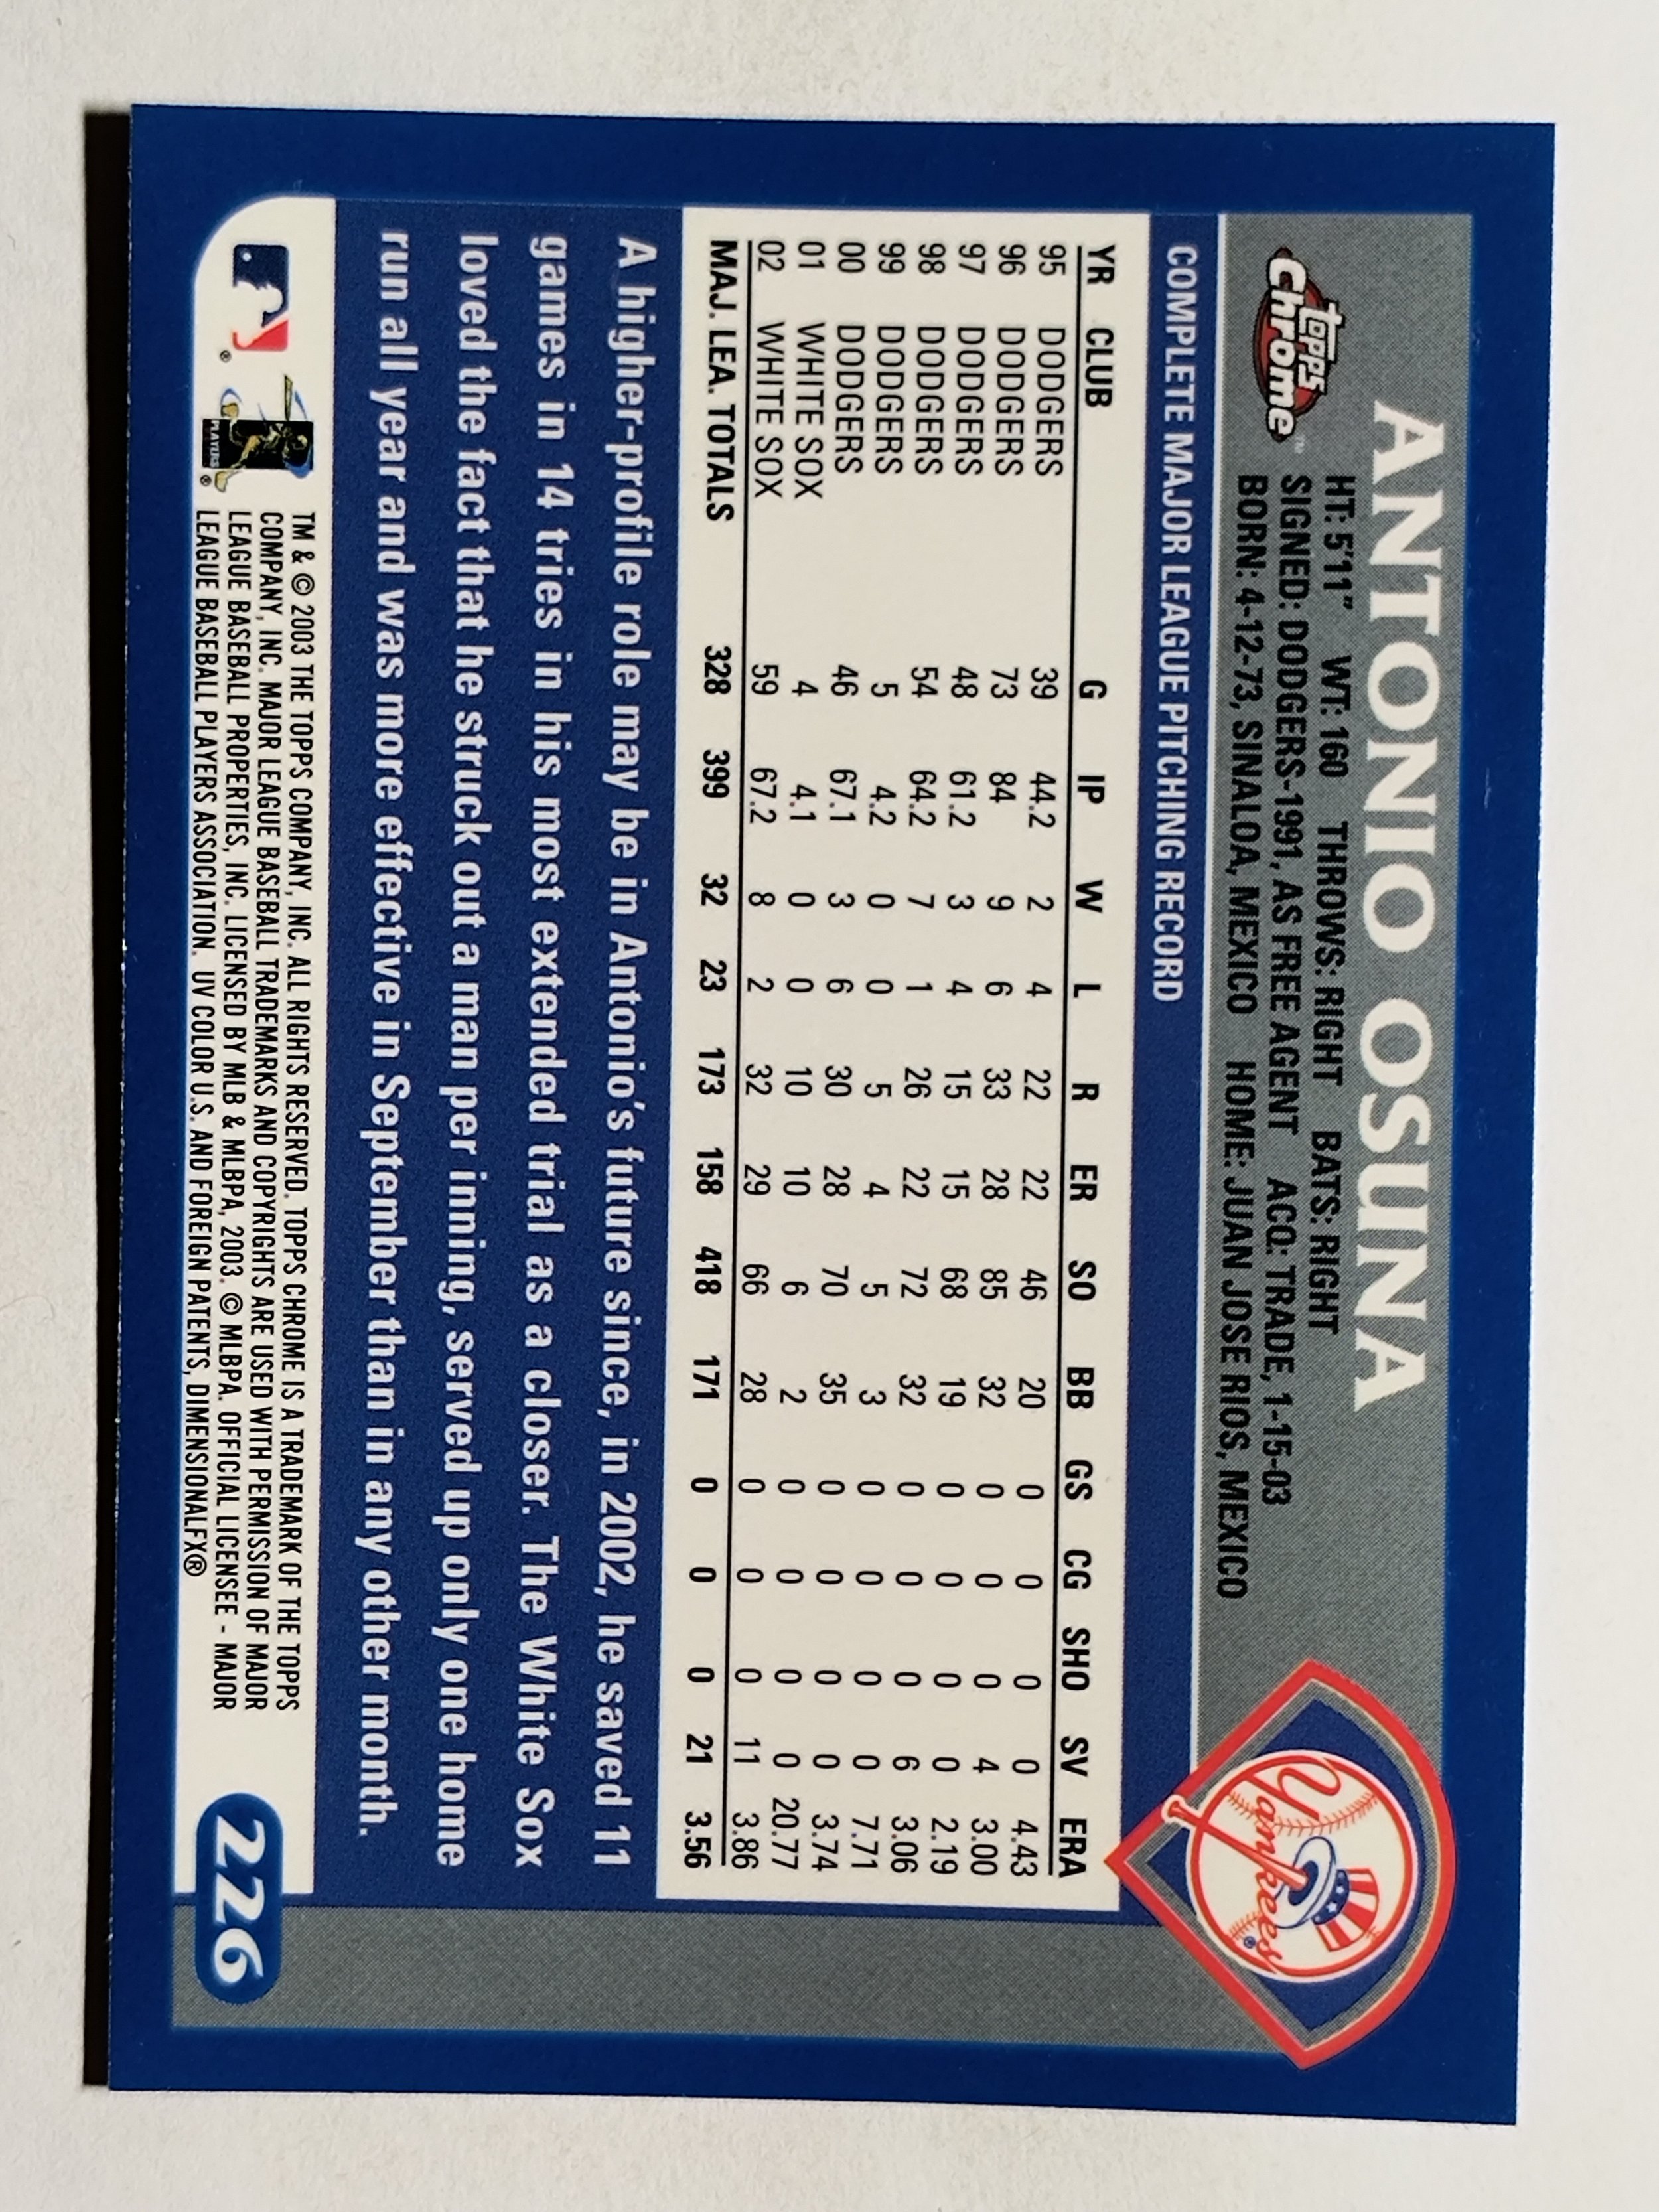 ANTONIO OSUNA
topps
Chrome™
HT: 5'11" WT: 160 THROWS: RIGHT BATS: RIGHT
SIGNED: DODGERS-1991, AS FREE AGENT ACQ: TRADE, 1-15-03
BORN: 4-12-73, SINALOA, MEXICO HOME: JUAN JOSE RIOS, MEXICO
Yankees®
COMPLETE MAJOR LEAGUE PITCHING RECORD
YR CLUB G IP W L R ER SO BB GS CG SHO SV ERA
95 DODGERS 39 44.2 2 4 22 22 46 20 0 0 0 0 4.43
96 DODGERS 73 84 9 6 33 28 85 32 0 0 0 4 3.00
97 DODGERS 48 61.2 3 4 15 15 68 19 0 0 0 0 2.19
98 DODGERS 54 64.2 7 1 26 22 72 32 0 0 0 6 3.06
99 DODGERS 5 4.2 0 0 5 4 5 3 0 0 0 0 7.71
00 DODGERS 46 67.1 3 6 30 28 70 35 0 0 0 0 3.74
01 WHITE SOX 4 4.1 0 0 10 10 6 2 0 0 0 0 20.77
02 WHITE SOX 59 67.2 8 2 32 29 66 28 0 0 0 11 3.86
MAJ. LEA. TOTALS 328 399 32 23 173 158 418 171 0 0 0 21 3.56
A higher-profile role may be in Antonio's future since, in 2002, he saved 11
games in 14 tries in his most extended trial as a closer. The White Sox
loved the fact that he struck out a man per inning, served up only one home
run all year and was more effective in September than in any other month.
PLAYERS
TM & © 2003 THE TOPPS COMPANY, INC. ALL RIGHTS RESERVED. TOPPS CHROME IS A TRADEMARK OF THE TOPPS
COMPANY, INC. MAJOR LEAGUE BASEBALL TRADEMARKS AND COPYRIGHTS ARE USED WITH PERMISSION OF MAJOR
LEAGUE BASEBALL PROPERTIES, INC. LICENSED BY MLB & MLBPA, 2003. © MLBPA. OFFICIAL LICENSEE - MAJOR
LEAGUE BASEBALL PLAYERS ASSOCIATION. UV COLOR U.S. AND FOREIGN PATENTS, DIMENSIONALFX®
226